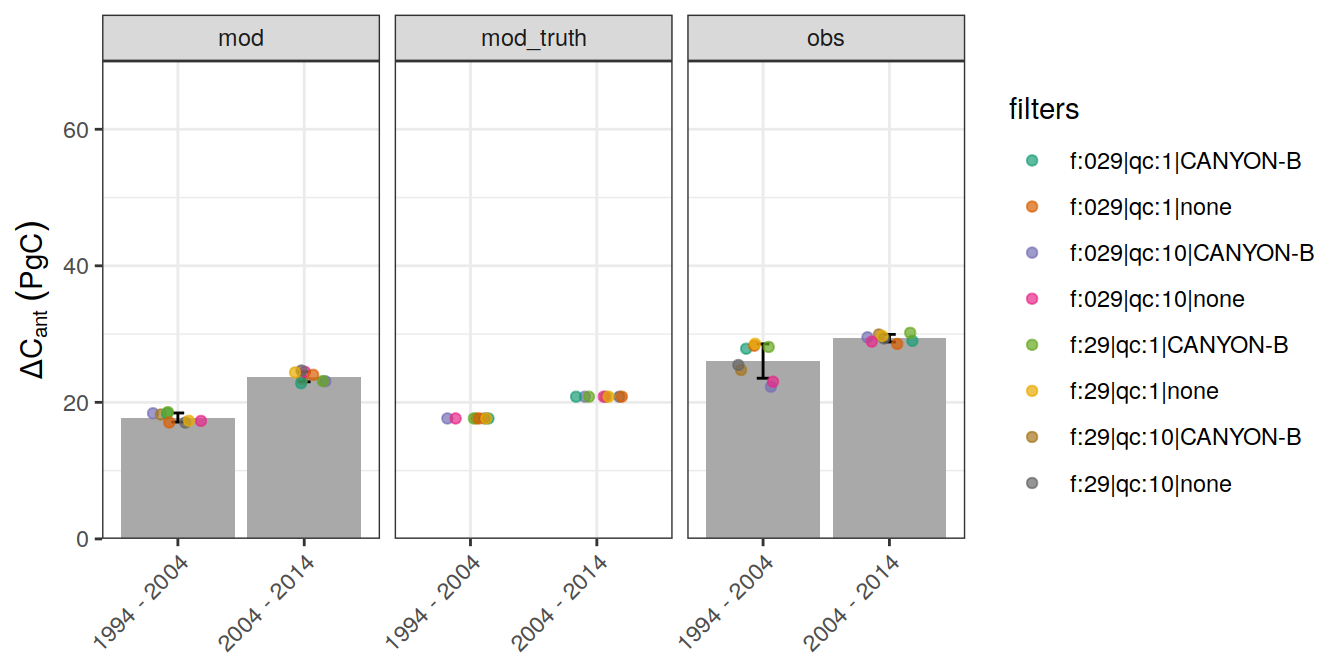 mod
mod_truth
obs
ΔCant (PgC)
60
40
20
0
1994 - 2004
2004 - 2014
1994 - 2004
2004 - 2014
1994 - 2004
2004 - 2014
filters
f:029|qc:1|CANYON-B
f:029|qc:1|none
f:029|qc:10|CANYON-B
f:029|qc:10|none
f:29|qc:1|CANYON-B
f:29|qc:1|none
f:29|qc:10|CANYON-B
f:29|qc:10|none